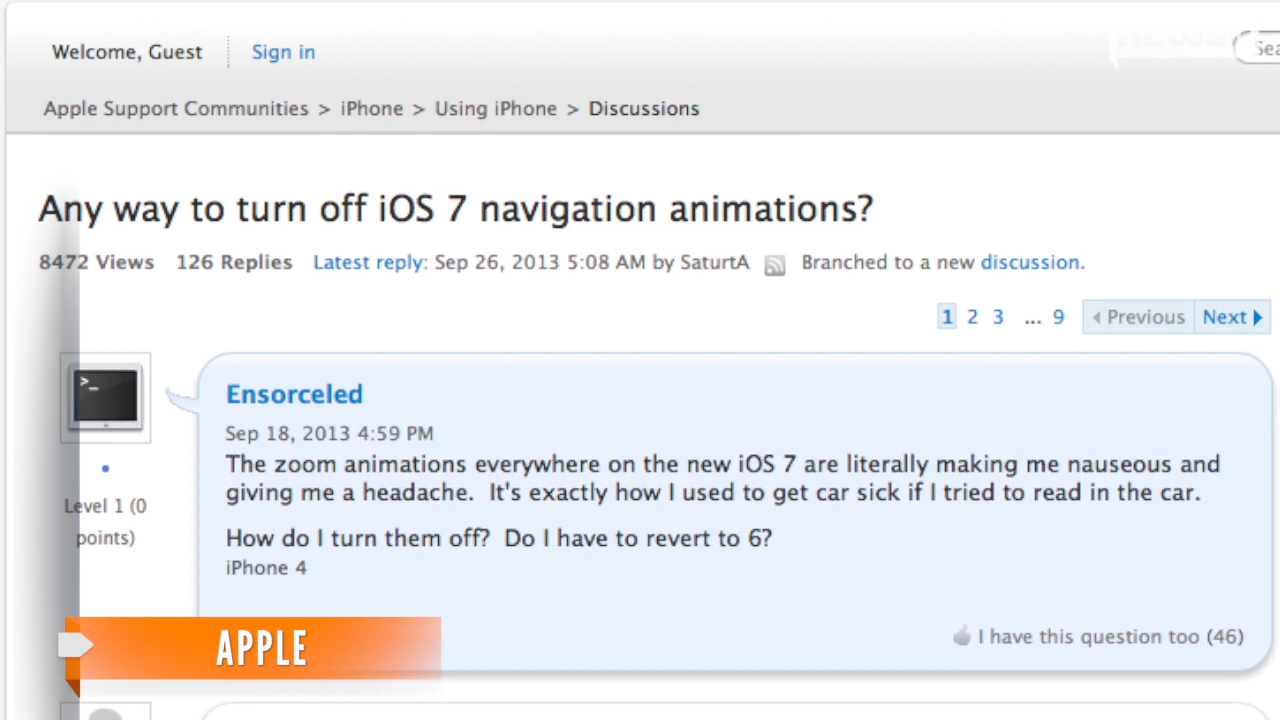 Welcome, Guest
Sign in
Apple Support Communities > iPhone > Using iPhone > Discussions
Any way to turn off iOS 7 navigation animations?
8472 Views 126 Replies Latest reply: Sep 26, 2013 5:08 AM by SaturtA Branched to a new discussion.
1 2 3 ... 9 Previous Next
>_
Ensorceled
Sep 18, 2013 4:59 PM
The zoom animations everywhere on the new iOS 7 are literally making me nauseous and
giving me a headache. It's exactly how I used to get car sick if I tried to read in the car.
How do I turn them off? Do I have to revert to 6?
iPhone 4
Level 1 (0
points)
I have this question too (46)
APPLE